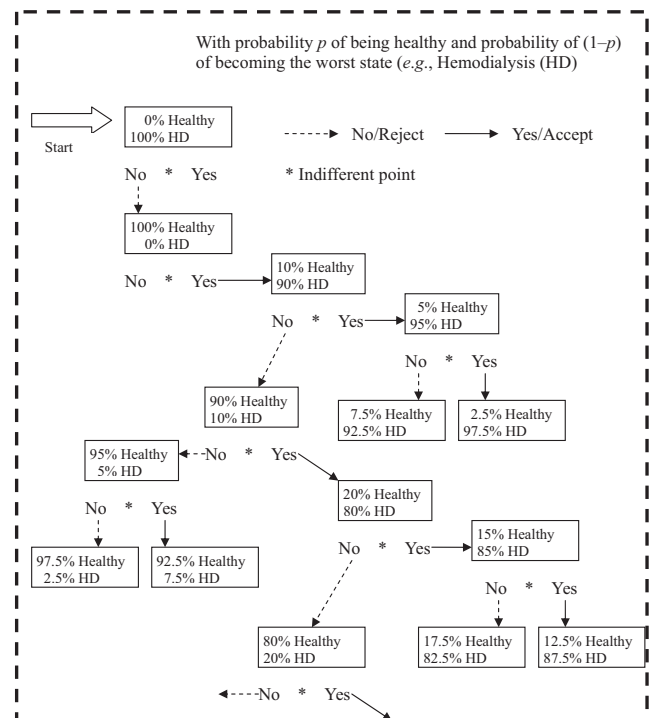 With probability p of being healthy and probability of (1–p)
of becoming the worst state (e.g., Hemodialysis (HD)
Start
0% Healthy
100% HD
No/Reject
Yes/Accept
No * Yes
* Indifferent point
100% Healthy
0% HD
No * Yes
10% Healthy
90% HD
No * Yes
5% Healthy
95% HD
No * Yes
90% Healthy
10% HD
7.5% Healthy
92.5% HD
2.5% Healthy
97.5% HD
No * Yes
95% Healthy
5% HD
20% Healthy
80% HD
No * Yes
97.5% Healthy
2.5% HD
92.5% Healthy
7.5% HD
No * Yes
15% Healthy
85% HD
No * Yes
80% Healthy
20% HD
17.5% Healthy
82.5% HD
12.5% Healthy
87.5% HD
No * Yes